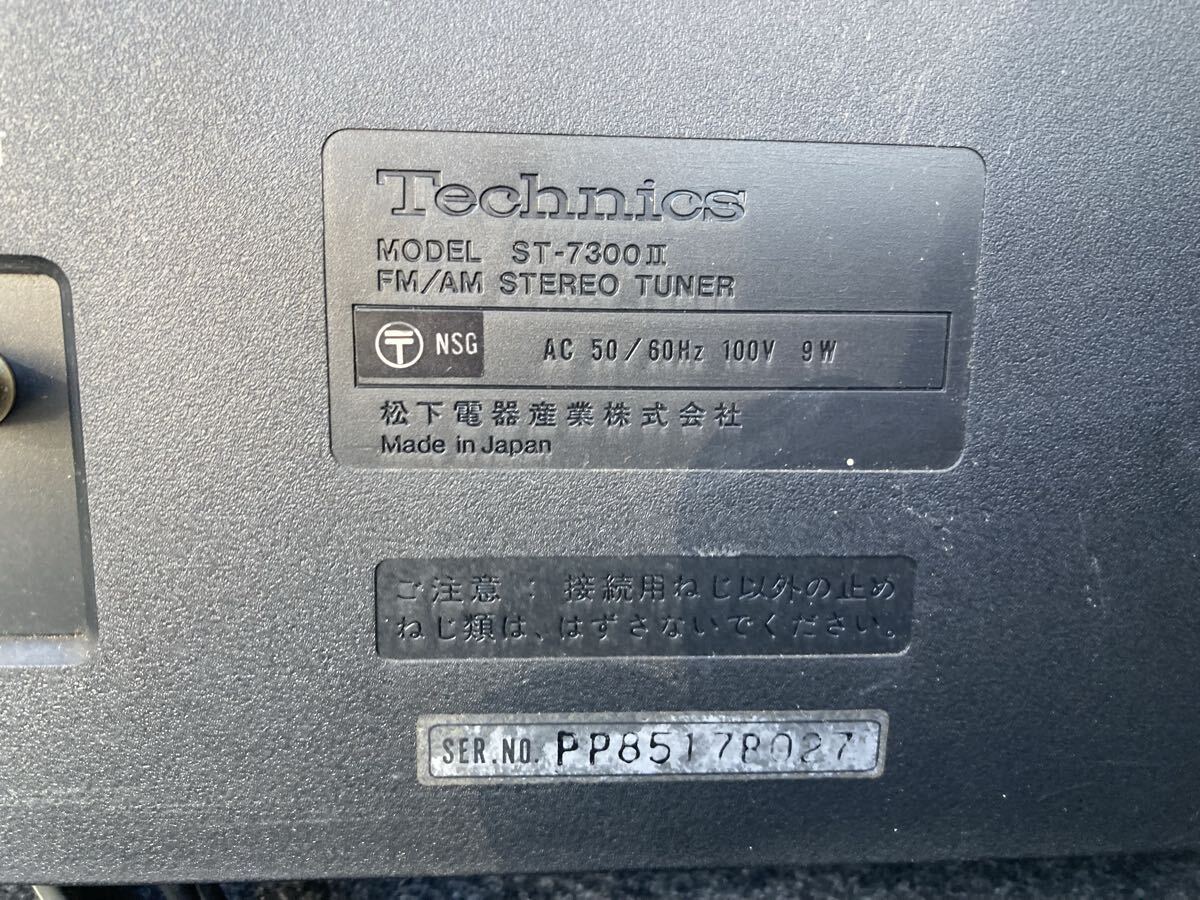 Technics
MODEL ST-7300Ⅱ
FM/AM STEREO TUNER
〒 NSG AC 50/60Hz 100V 9W
松下電器産業株式会社
Made in Japan
ご注意：接続用ねじ以外の止め
ねじ類は、はずさないでください。
SER.NO.